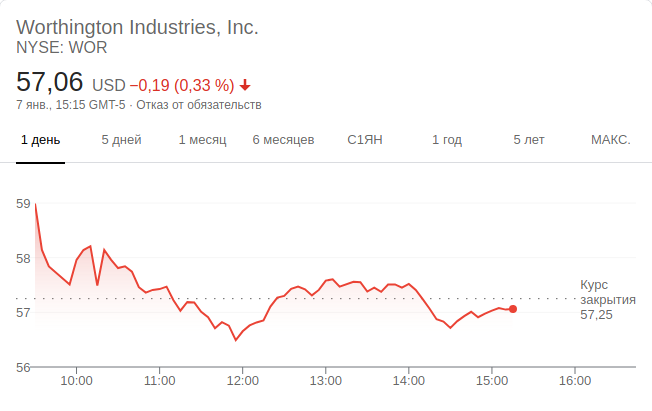 Worthington Industries, Inc.
NYSE: WOR
57,06 USD −0,19 (0,33 %)
7 янв., 15:15 GMT-5 · Отказ от обязательств
1 день 5 дней 1 месяц 6 месяцев С1ЯН 1 год 5 лет МАКС.
59
58
57
56
Курс
закрытия
57,25
10:00 11:00 12:00 13:00 14:00 15:00 16:00